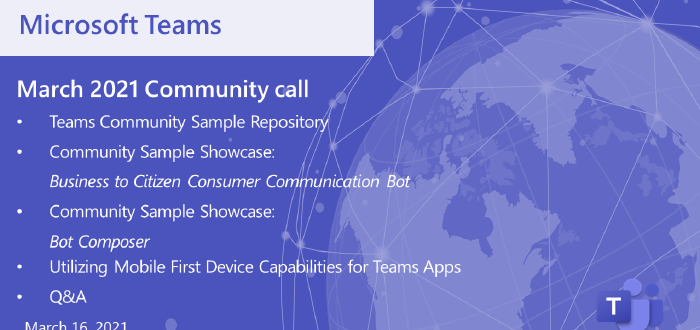 Microsoft Teams
March 2021 Community call
• Teams Community Sample Repository
• Community Sample Showcase:
Business to Citizen Consumer Communication Bot
• Community Sample Showcase:
Bot Composer
• Utilizing Mobile First Device Capabilities for Teams Apps
• Q&A
T
March 16, 2021